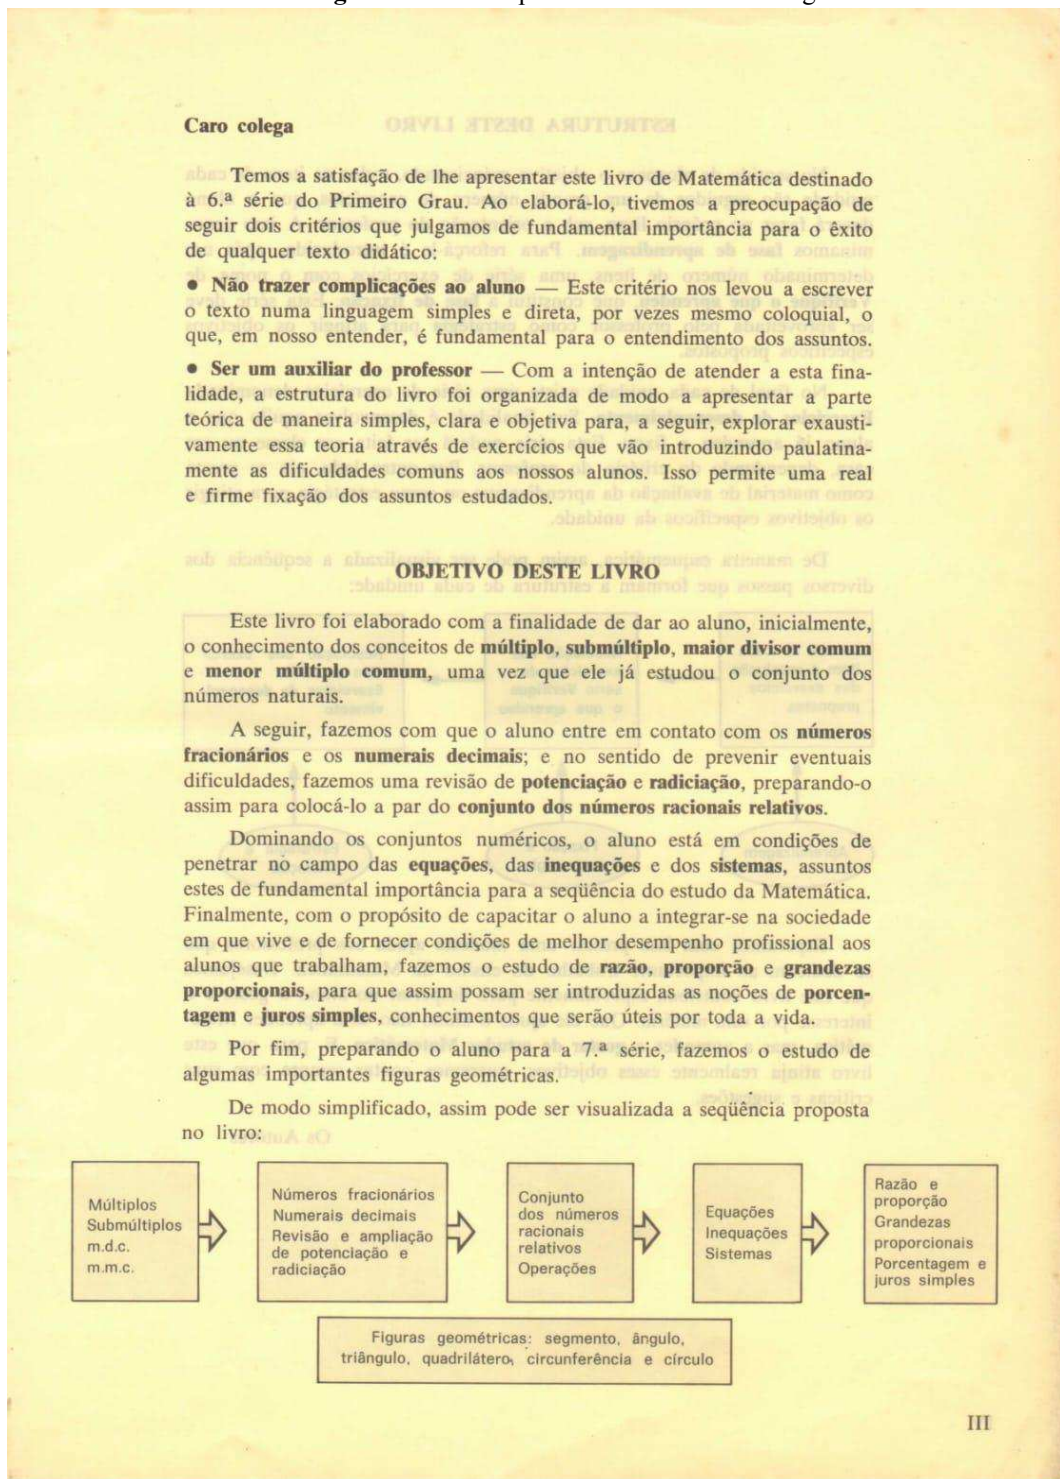 Caro colega
Temos a satisfação de lhe apresentar este livro de Matemática destinado
à 6.ª série do Primeiro Grau. Ao elaborá-lo, tivemos a preocupação de
seguir dois critérios que julgamos de fundamental importância para o êxito
de qualquer texto didático:
• Não trazer complicações ao aluno — Este critério nos levou a escrever
o texto numa linguagem simples e direta, por vezes mesmo coloquial, o
que, em nosso entender, é fundamental para o entendimento dos assuntos.
• Ser um auxiliar do professor — Com a intenção de atender a esta fina-
lidade, a estrutura do livro foi organizada de modo a apresentar a parte
teórica de maneira simples, clara e objetiva para, a seguir, explorar exausti-
vamente essa teoria através de exercícios que vão introduzindo paulatina-
mente as dificuldades comuns aos nossos alunos. Isso permite uma real
e firme fixação dos assuntos estudados.
OBJETIVO DESTE LIVRO
Este livro foi elaborado com a finalidade de dar ao aluno, inicialmente,
o conhecimento dos conceitos de múltiplo, submúltiplo, maior divisor comum
e menor múltiplo comum, uma vez que ele já estudou o conjunto dos
números naturais.
A seguir, fazemos com que o aluno entre em contato com os números
fracionários e os numerais decimais; e no sentido de prevenir eventuais
dificuldades, fazemos uma revisão de potenciação e radiciação, preparando-o
assim para colocá-lo a par do conjunto dos números racionais relativos.
Dominando os conjuntos numéricos, o aluno está em condições de
penetrar no campo das equações, das inequações e dos sistemas, assuntos
estes de fundamental importância para a seqüência do estudo da Matemática.
Finalmente, com o propósito de capacitar o aluno a integrar-se na sociedade
em que vive e de fornecer condições de melhor desempenho profissional aos
alunos que trabalham, fazemos o estudo de razão, proporção e grandezas
proporcionais, para que assim possam ser introduzidas as noções de porcen-
tagem e juros simples, conhecimentos que serão úteis por toda a vida.
Por fim, preparando o aluno para a 7.ª série, fazemos o estudo de
algumas importantes figuras geométricas.
De modo simplificado, assim pode ser visualizada a seqüência proposta
no livro:
Múltiplos
Submúltiplos
m.d.c.
m.m.c.
Números fracionários
Numerais decimais
Revisão e ampliação
de potenciação e
radiciação
Conjunto
dos números
racionais
relativos
Operações
Equações
Inequações
Sistemas
Razão e
proporção
Grandezas
proporcionais
Porcentagem e
juros simples
Figuras geométricas: segmento, ângulo,
triângulo, quadrilátero, circunferência e círculo
III